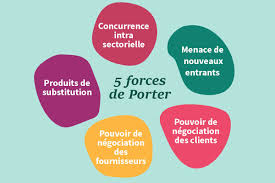 Concurrence
intra
sectorielle
Menace de
nouveaux
entrants
Produits de
substitution
5 forces
de Porter
Pouvoir de
négociation
des clients
Pouvoir de
négociation
des
fournisseurs